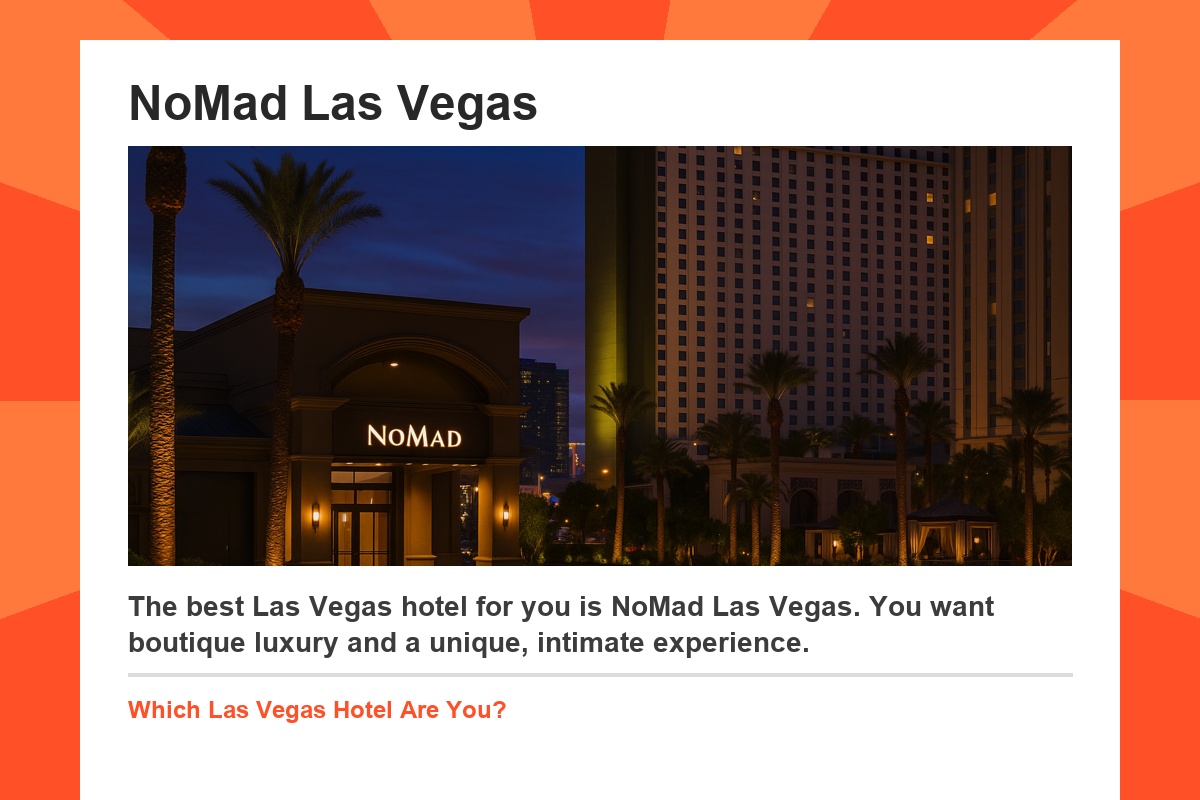 NoMad Las Vegas
NOMAD
The best Las Vegas hotel for you is NoMad Las Vegas. You want
boutique luxury and a unique, intimate experience.
Which Las Vegas Hotel Are You?